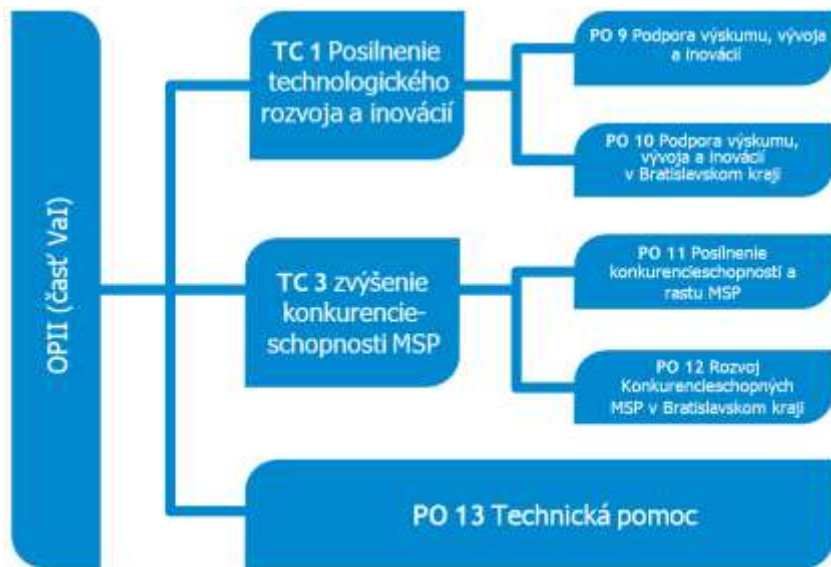 OPII (časť VaI)
TC 1 Posilnenie
technologického
rozvoja a inovácií
PO 9 Podpora výskumu, vývoja
a inovácií
PO 10 Podpora výskumu,
vývoja a inovácií
v Bratislavskom kraji
TC 3 zvýšenie
konkurencie-
schopnosti MSP
PO 11 Posilnenie
konkurencieschopnosti a
rastu MSP
PO 12 Rozvoj
Konkurencieschopných
MSP v Bratislavskom kraji
PO 13 Technická pomoc